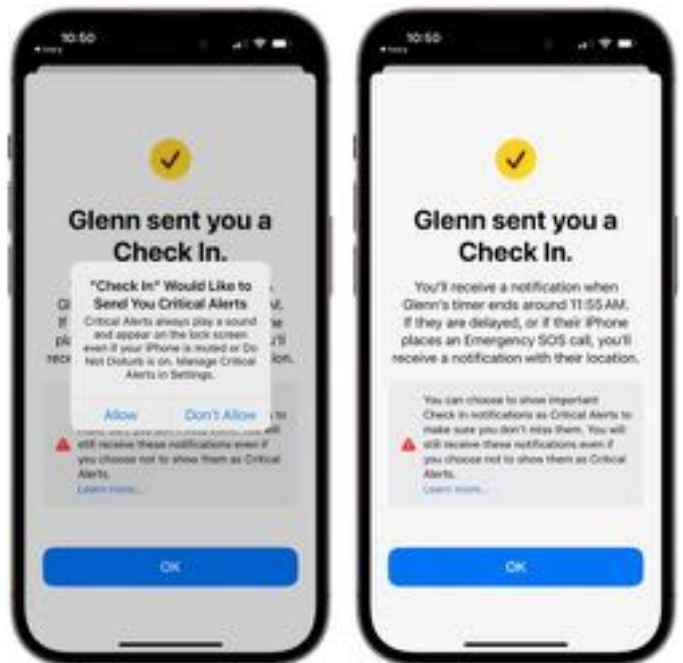 10:50
Glenn sent you a
Check In.
"Check In" Would Like to
Send You Critical Alerts
Critical Alerts always play a sound
and appear on the lock screen
even if your iPhone is muted or Do
Not Disturb is on. Manage Critical
Alerts in Settings.
Allow
Don't Allow
still receive these notifications even if
you choose not to show them as Critical
Alerts.
Learn more...
OK
10:50
Glenn sent you a
Check In.
You'll receive a notification when
Glenn's timer ends around 11:55 AM.
If they are delayed, or if their iPhone
places an Emergency SOS call, you'll
receive a notification with their location.
You can choose to show important
Check In notifications as Critical Alerts to
make sure you don't miss them. You will
still receive these notifications even if
you choose not to show them as Critical
Alerts.
Learn more...
OK